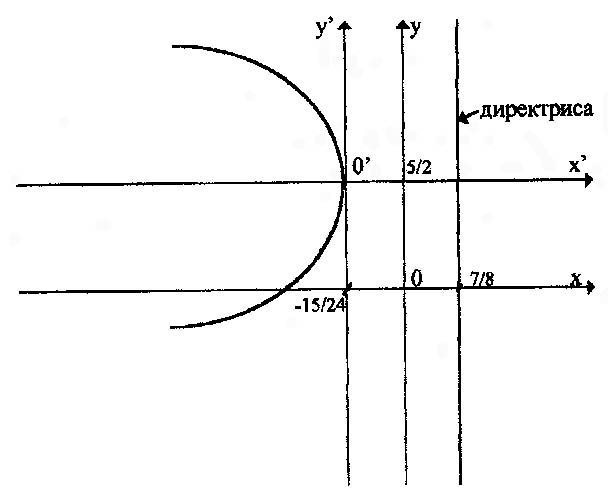 y' y
директриса
0' 5/2 x'
0 7/8 x
-15/24